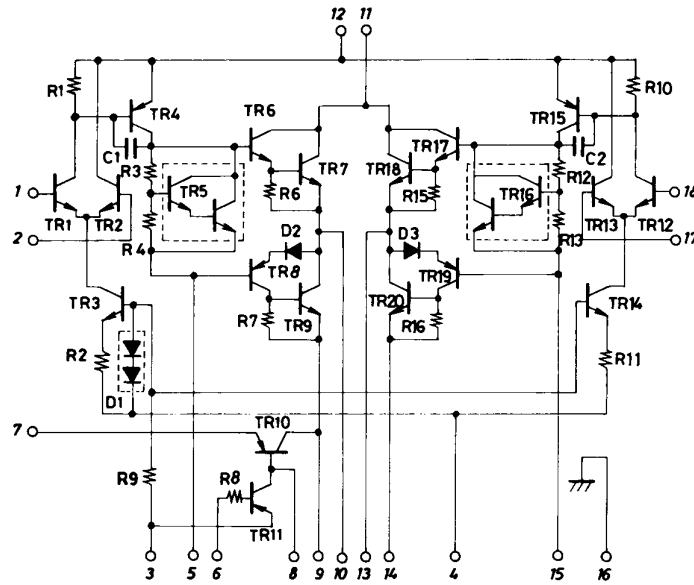 12 11
R1 R10
TR4 TR15
TR6
C1 C2
TR17
R3 TR7 TR18 R12
1 TR5 R6 R15 TR16 18
TR1 TR2 TR13 TR12
2 R4 D2 D3 R13 17
TR8 TR19
TR3 TR14
R7 TR9 TR20 R16
R2 R11
D1
7 TR10
R9 R8
TR11
3 5 6 8 9 10 13 14 4 15 16